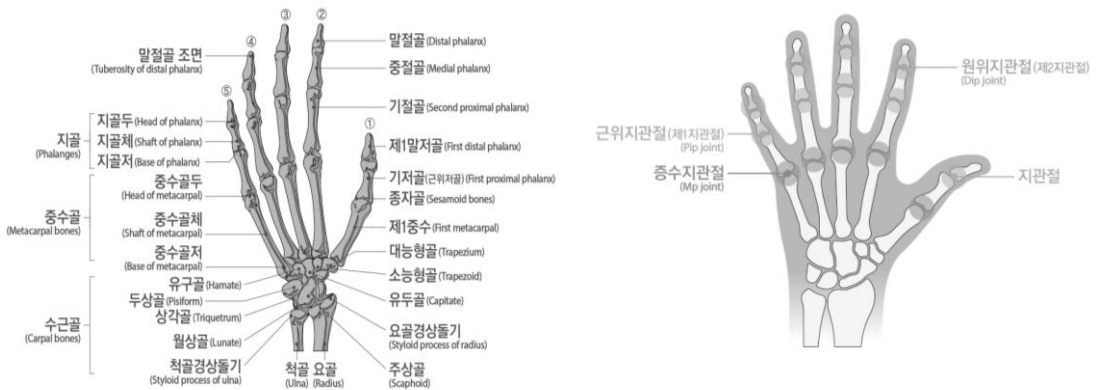 ③
②
④
⑤
①
말절골 조면
(Tuberosity of distal phalanx)
지골
(Phalanges)
지골두 (Head of phalanx)
지골체 (Shaft of phalanx)
지골저 (Base of phalanx)
중수골
(Metacarpal bones)
중수골두
(Head of metacarpal)
중수골체
(Shaft of metacarpal)
중수골저
(Base of metacarpal)
수근골
(Carpal bones)
유구골 (Hamate)
두상골 (Pisiform)
상각골 (Triquetrum)
월상골 (Lunate)
척골경상돌기
(Styloid process of ulna)
척골
(Ulna)
요골
(Radius)
말절골 (Distal phalanx)
중절골 (Medial phalanx)
기절골 (Second proximal phalanx)
제1말저골 (First distal phalanx)
기저골 (근위저골) (First proximal phalanx)
종자골 (Sesamoid bones)
제1중수 (First metacarpal)
대능형골 (Trapezium)
소능형골 (Trapezoid)
유두골 (Capitate)
요골경상돌기
(Styloid process of radius)
주상골
(Scaphoid)
원위지관절 (제2지관절)
(Dip joint)
근위지관절 (제1지관절)
(Pip joint)
증수지관절
(Mp joint)
지관절